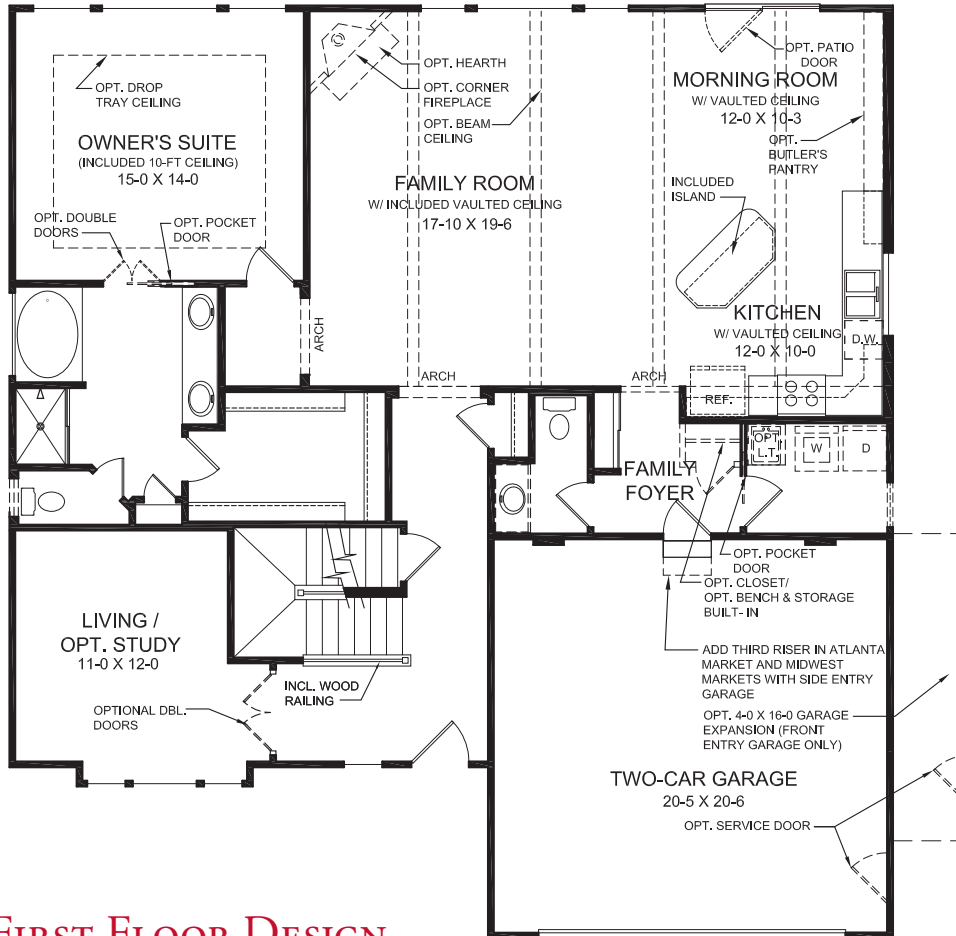 OPT. DROP
TRAY CEILING
OWNER'S SUITE
(INCLUDED 10-FT CEILING)
15-0 X 14-0
OPT. DOUBLE
DOORS
OPT. POCKET
DOOR
OPT. HEARTH
OPT. CORNER
FIREPLACE
OPT. BEAM
CEILING
FAMILY ROOM
W/ INCLUDED VAULTED CEILING
17-10 X 19-6
OPT. PATIO
DOOR
MORNING ROOM
W/ VAULTED CEILING
12-0 X 10-3
OPT.
BUTLER'S
PANTRY
INCLUDED
ISLAND
KITCHEN
W/ VAULTED CEILING
12-0 X 10-0
D.W.
REF.
ARCH
ARCH
ARCH
OPT
L.T.
W
D
FAMILY
FOYER
OPT. POCKET
DOOR
OPT. CLOSET/
OPT. BENCH & STORAGE
BUILT- IN
ADD THIRD RISER IN ATLANTA
MARKET AND MIDWEST
MARKETS WITH SIDE ENTRY
GARAGE
OPT. 4-0 X 16-0 GARAGE
EXPANSION (FRONT
ENTRY GARAGE ONLY)
LIVING /
OPT. STUDY
11-0 X 12-0
OPTIONAL DBL.
DOORS
INCL. WOOD
RAILING
TWO-CAR GARAGE
20-5 X 20-6
OPT. SERVICE DOOR
FIRST FLOOR DESIGN